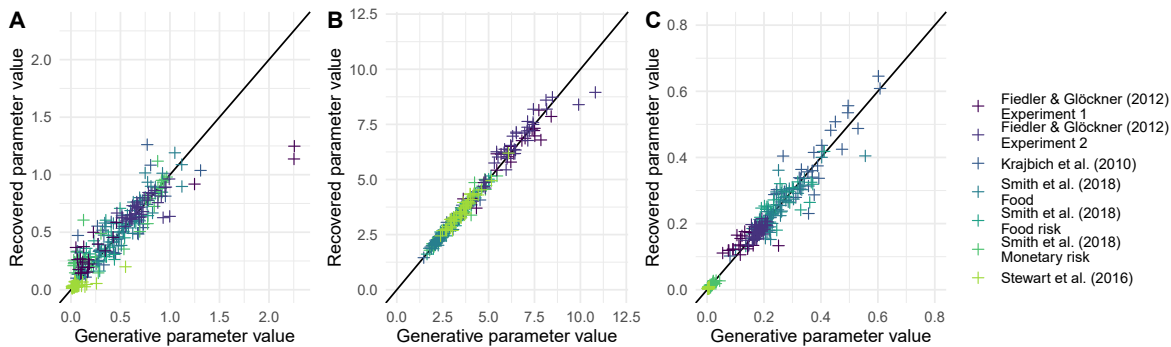 A
B
C
Recovered parameter value
2.0
1.5
1.0
0.5
0.0
0.0
0.5
1.0
1.5
2.0
Generative parameter value
Recovered parameter value
12.5
10.0
7.5
5.0
2.5
0.0
0.0
2.5
5.0
7.5
10.0
12.5
Generative parameter value
Recovered parameter value
0.8
0.6
0.4
0.2
0.0
0.0
0.2
0.4
0.6
0.8
Generative parameter value
Fiedler & Glöckner (2012)
Experiment 1
Fiedler & Glöckner (2012)
Experiment 2
Krajbich et al. (2010)
Smith et al. (2018)
Food
Smith et al. (2018)
Food risk
Smith et al. (2018)
Monetary risk
Stewart et al. (2016)